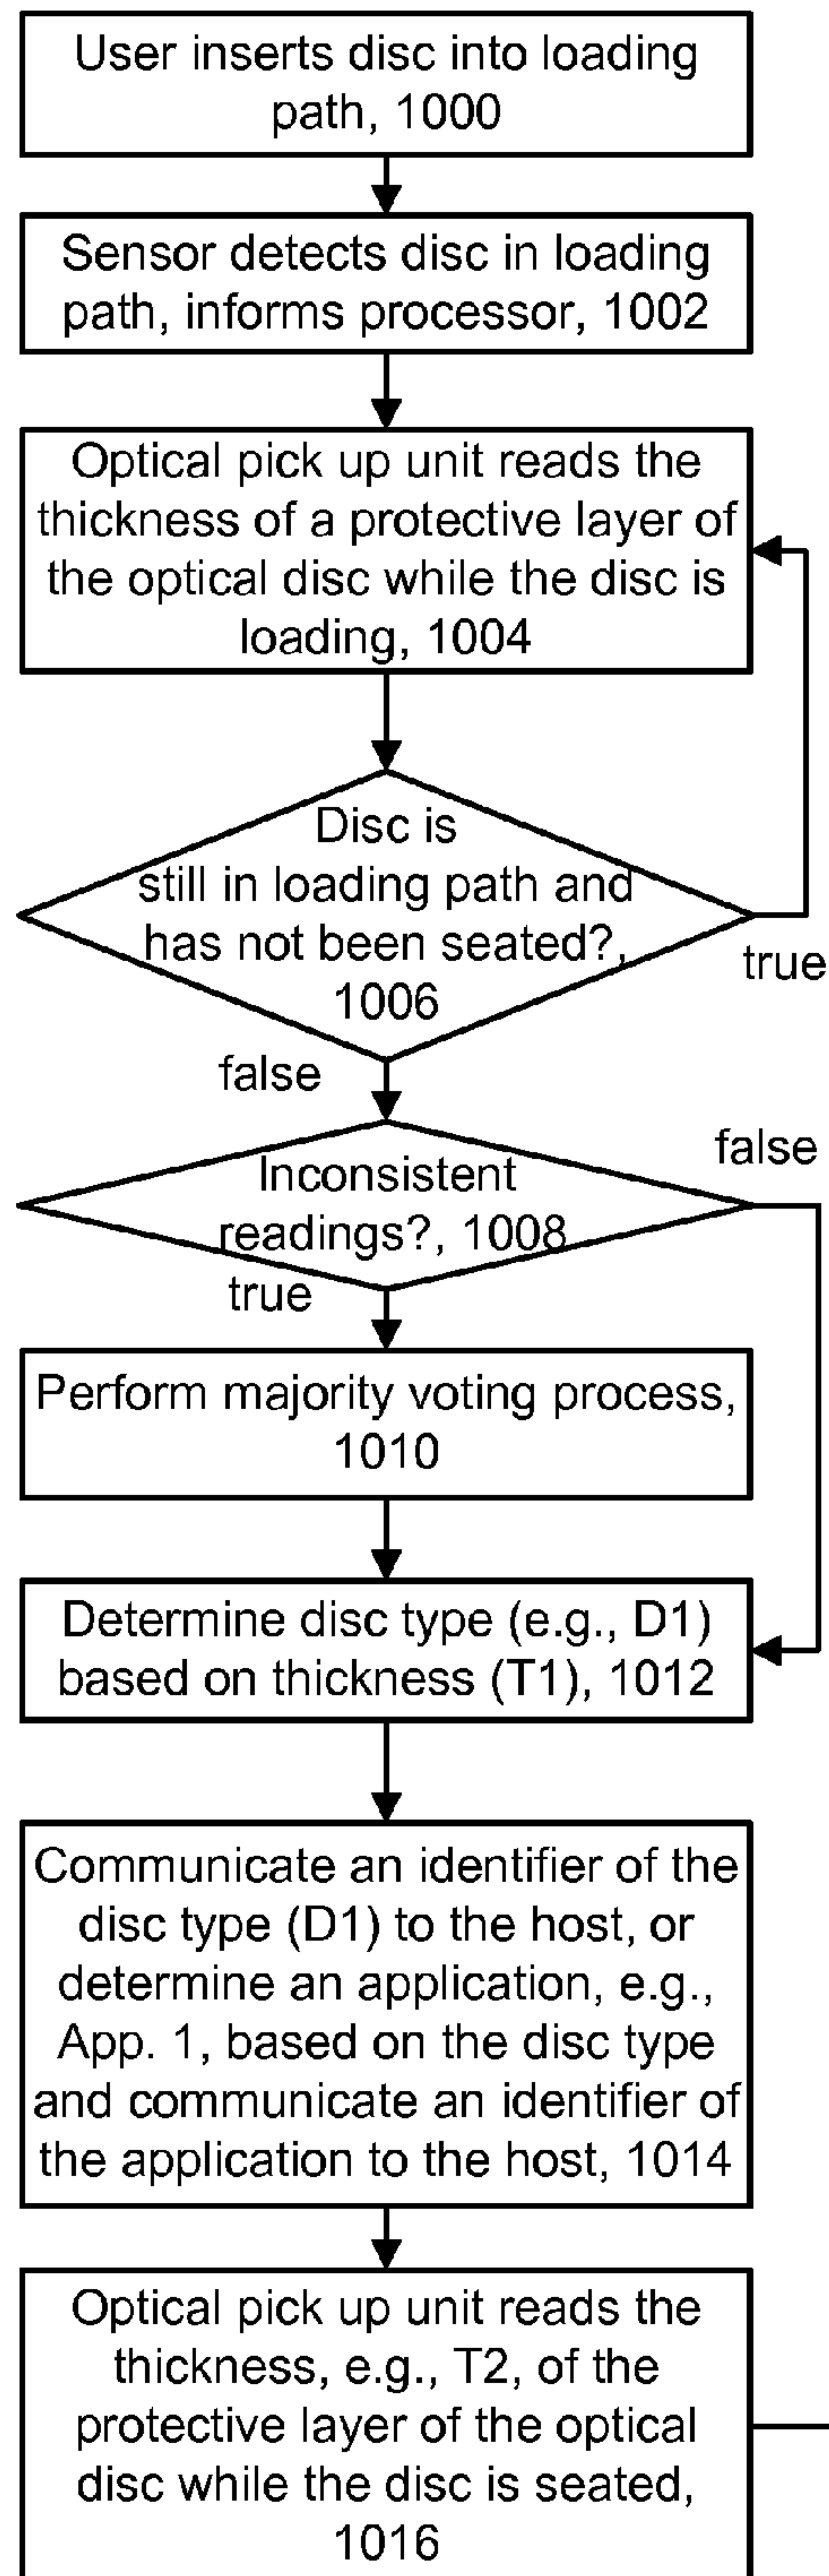 User inserts disc into loading
path, 1000
Sensor detects disc in loading
path, informs processor, 1002
Optical pick up unit reads the
thickness of a protective layer of
the optical disc while the disc is
loading, 1004
Disc is
still in loading path and
has not been seated?,
1006
true
false
Inconsistent
readings?, 1008
false
true
Perform majority voting process,
1010
Determine disc type (e.g., D1)
based on thickness (T1), 1012
Communicate an identifier of the
disc type (D1) to the host, or
determine an application, e.g.,
App. 1, based on the disc type
and communicate an identifier of
the application to the host, 1014
Optical pick up unit reads the
thickness, e.g., T2, of the
protective layer of the optical
disc while the disc is seated,
1016